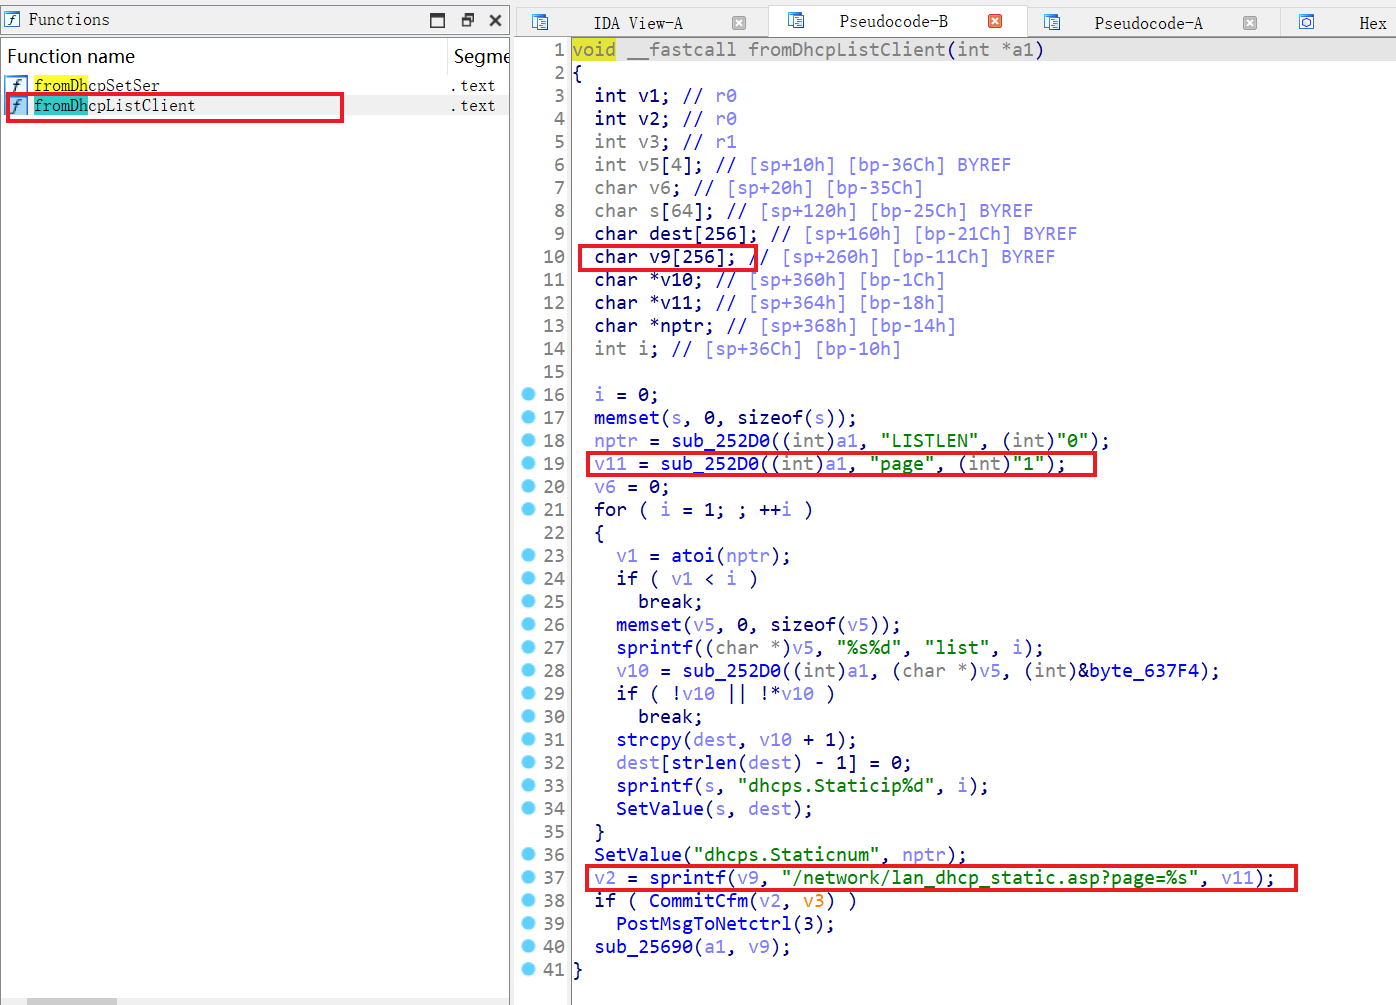 Functions
Function name Segme
f fromDhcpSetSer .text
f fromDhcpListClient .text
IDA View-A Pseudocode-B Pseudocode-A Hex
1 void __fastcall fromDhcpListClient(int *a1)
2 {
3 int v1; // r0
4 int v2; // r0
5 int v3; // r1
6 int v5[4]; // [sp+10h] [bp-36Ch] BYREF
7 char v6; // [sp+20h] [bp-35Ch]
8 char s[64]; // [sp+120h] [bp-25Ch] BYREF
9 char dest[256]; // [sp+160h] [bp-21Ch] BYREF
10 char v9[256]; // [sp+260h] [bp-11Ch] BYREF
11 char *v10; // [sp+360h] [bp-1Ch]
12 char *v11; // [sp+364h] [bp-18h]
13 char *nptr; // [sp+368h] [bp-14h]
14 int i; // [sp+36Ch] [bp-10h]
15
16 i = 0;
17 memset(s, 0, sizeof(s));
18 nptr = sub_252D0((int)a1, "LISTLEN", (int)"0");
19 v11 = sub_252D0((int)a1, "page", (int)"1");
20 v6 = 0;
21 for ( i = 1; ; ++i )
22 {
23 v1 = atoi(nptr);
24 if ( v1 < i )
25 break;
26 memset(v5, 0, sizeof(v5));
27 sprintf((char *)v5, "%s%d", "list", i);
28 v10 = sub_252D0((int)a1, (char *)v5, (int)&byte_637F4);
29 if ( !v10 || !*v10 )
30 break;
31 strcpy(dest, v10 + 1);
32 dest[strlen(dest) - 1] = 0;
33 sprintf(s, "dhcps.Staticip%d", i);
34 SetValue(s, dest);
35 }
36 SetValue("dhcps.Staticnum", nptr);
37 v2 = sprintf(v9, "/network/lan_dhcp_static.asp?page=%s", v11);
38 if ( CommitCfm(v2, v3) )
39 PostMsgToNetctrl(3);
40 sub_25690(a1, v9);
41 }